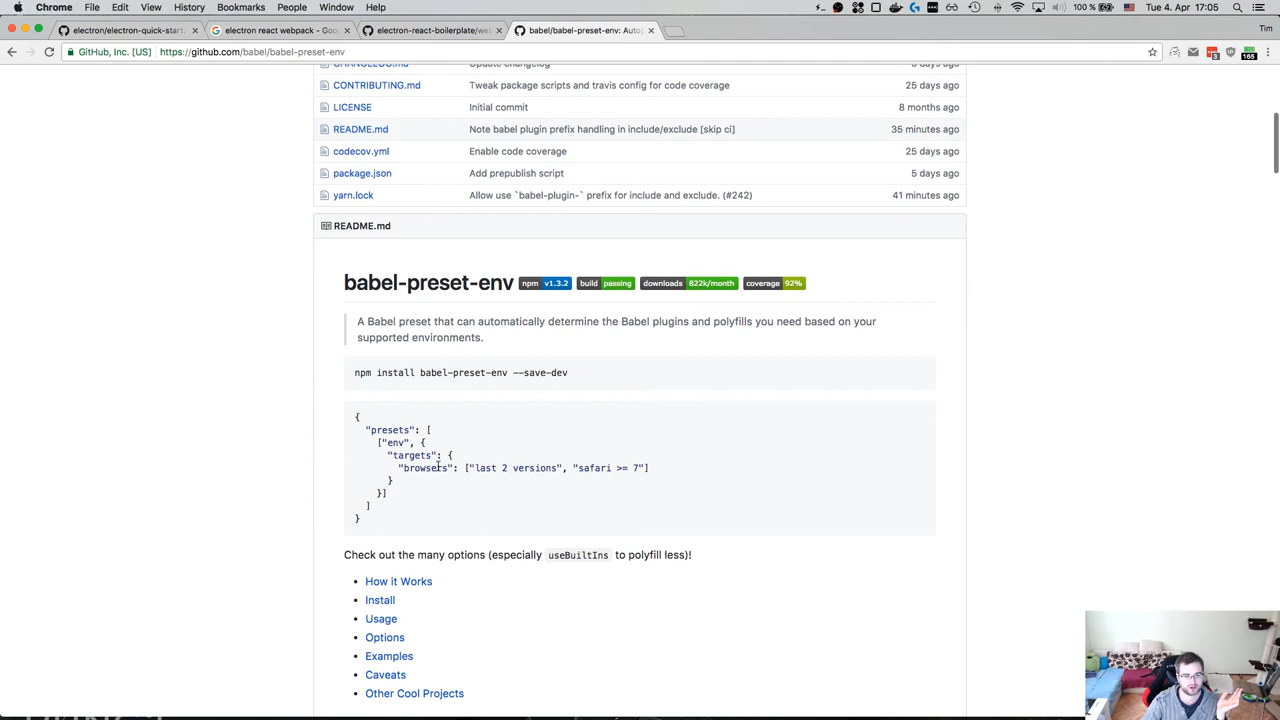 Chrome File Edit View History Bookmarks People Window Help
100 % Tue 4. Apr 17:05
electron/electron-quick-start
electron react webpack - Goo
electron-react-boilerplate/we
babel/babel-preset-env: Auto
Tim
GitHub, Inc. [US] https://github.com/babel/babel-preset-env
3
165
CHANGELOG.md Update changelog 5 days ago
CONTRIBUTING.md Tweak package scripts and travis config for code coverage 25 days ago
LICENSE Initial commit 8 months ago
README.md Note babel plugin prefix handling in include/exclude [skip ci] 35 minutes ago
codecov.yml Enable code coverage 25 days ago
package.json Add prepublish script 5 days ago
yarn.lock Allow use `babel-plugin-` prefix for include and exclude. (#242) 41 minutes ago
README.md
babel-preset-env npm v1.3.2 build passing downloads 822k/month coverage 92%
A Babel preset that can automatically determine the Babel plugins and polyfills you need based on your
supported environments.
npm install babel-preset-env --save-dev
{
"presets": [
["env", {
"targets": {
"browsers": ["last 2 versions", "safari >= 7"]
}
}]
]
}
Check out the many options (especially useBuiltIns to polyfill less)!
• How it Works
• Install
• Usage
• Options
• Examples
• Caveats
• Other Cool Projects